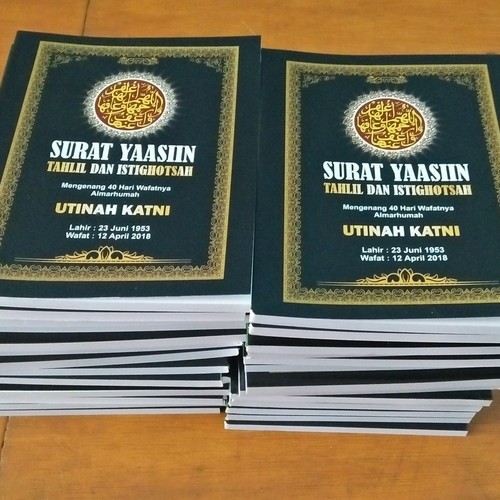 SURAT YAASIIN
TAHLIL DAN ISTIGHOTSAH
Mengenang 40 Hari Wafatnya
Almarhumah
UTINAH KATNI
Lahir : 23 Juni 1953
Wafat : 12 April 2018
SURAT YAASIIN
TAHLIL DAN ISTIGHOTSAH
Mengenang 40 Hari Wafatnya
Almarhumah
UTINAH KATNI
Lahir : 23 Juni 1953
Wafat : 12 April 2018